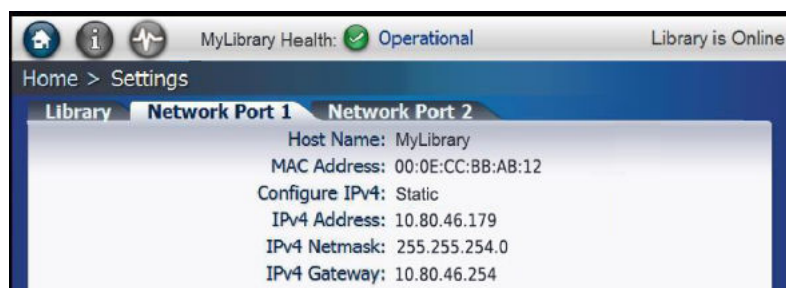 MyLibrary Health: Operational Library is Online
Home > Settings
Library Network Port 1 Network Port 2
Host Name: MyLibrary
MAC Address: 00:0E:CC:BB:AB:12
Configure IPv4: Static
IPv4 Address: 10.80.46.179
IPv4 Netmask: 255.255.254.0
IPv4 Gateway: 10.80.46.254